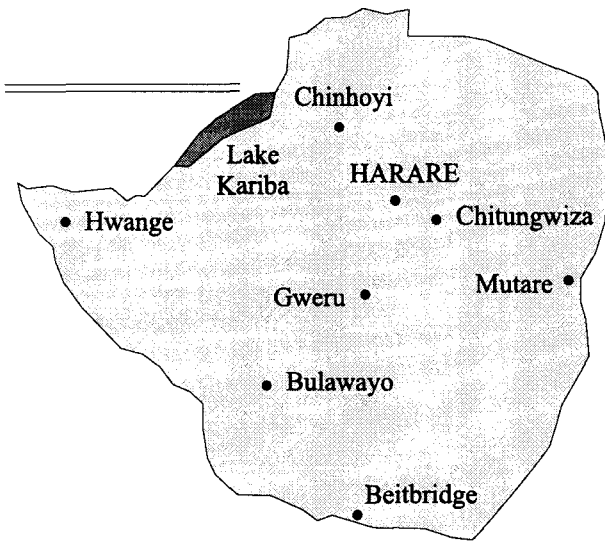 Chinhoyi
Lake
Kariba
HARARE
Hwange
Chitungwiza
Mutare
Gweru
Bulawayo
Beitbridge